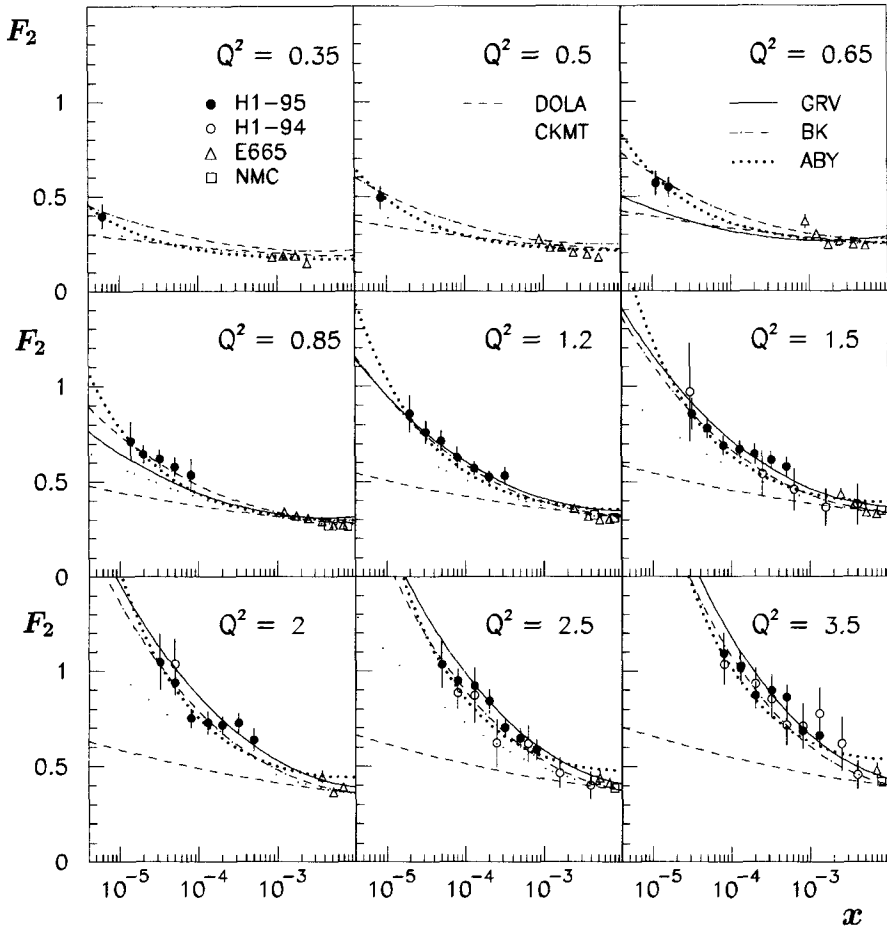 F₂
Q² = 0.35
Q² = 0.5
Q² = 0.65
H1-95
H1-94
E665
NMC
DOLA
CKMT
GRV
BK
ABY
1
0.5
0
F₂
Q² = 0.85
Q² = 1.2
Q² = 1.5
1
0.5
0
F₂
Q² = 2
Q² = 2.5
Q² = 3.5
1
0.5
0
10⁻⁵ 10⁻⁴ 10⁻³
10⁻⁵ 10⁻⁴ 10⁻³
10⁻⁵ 10⁻⁴ 10⁻³
x